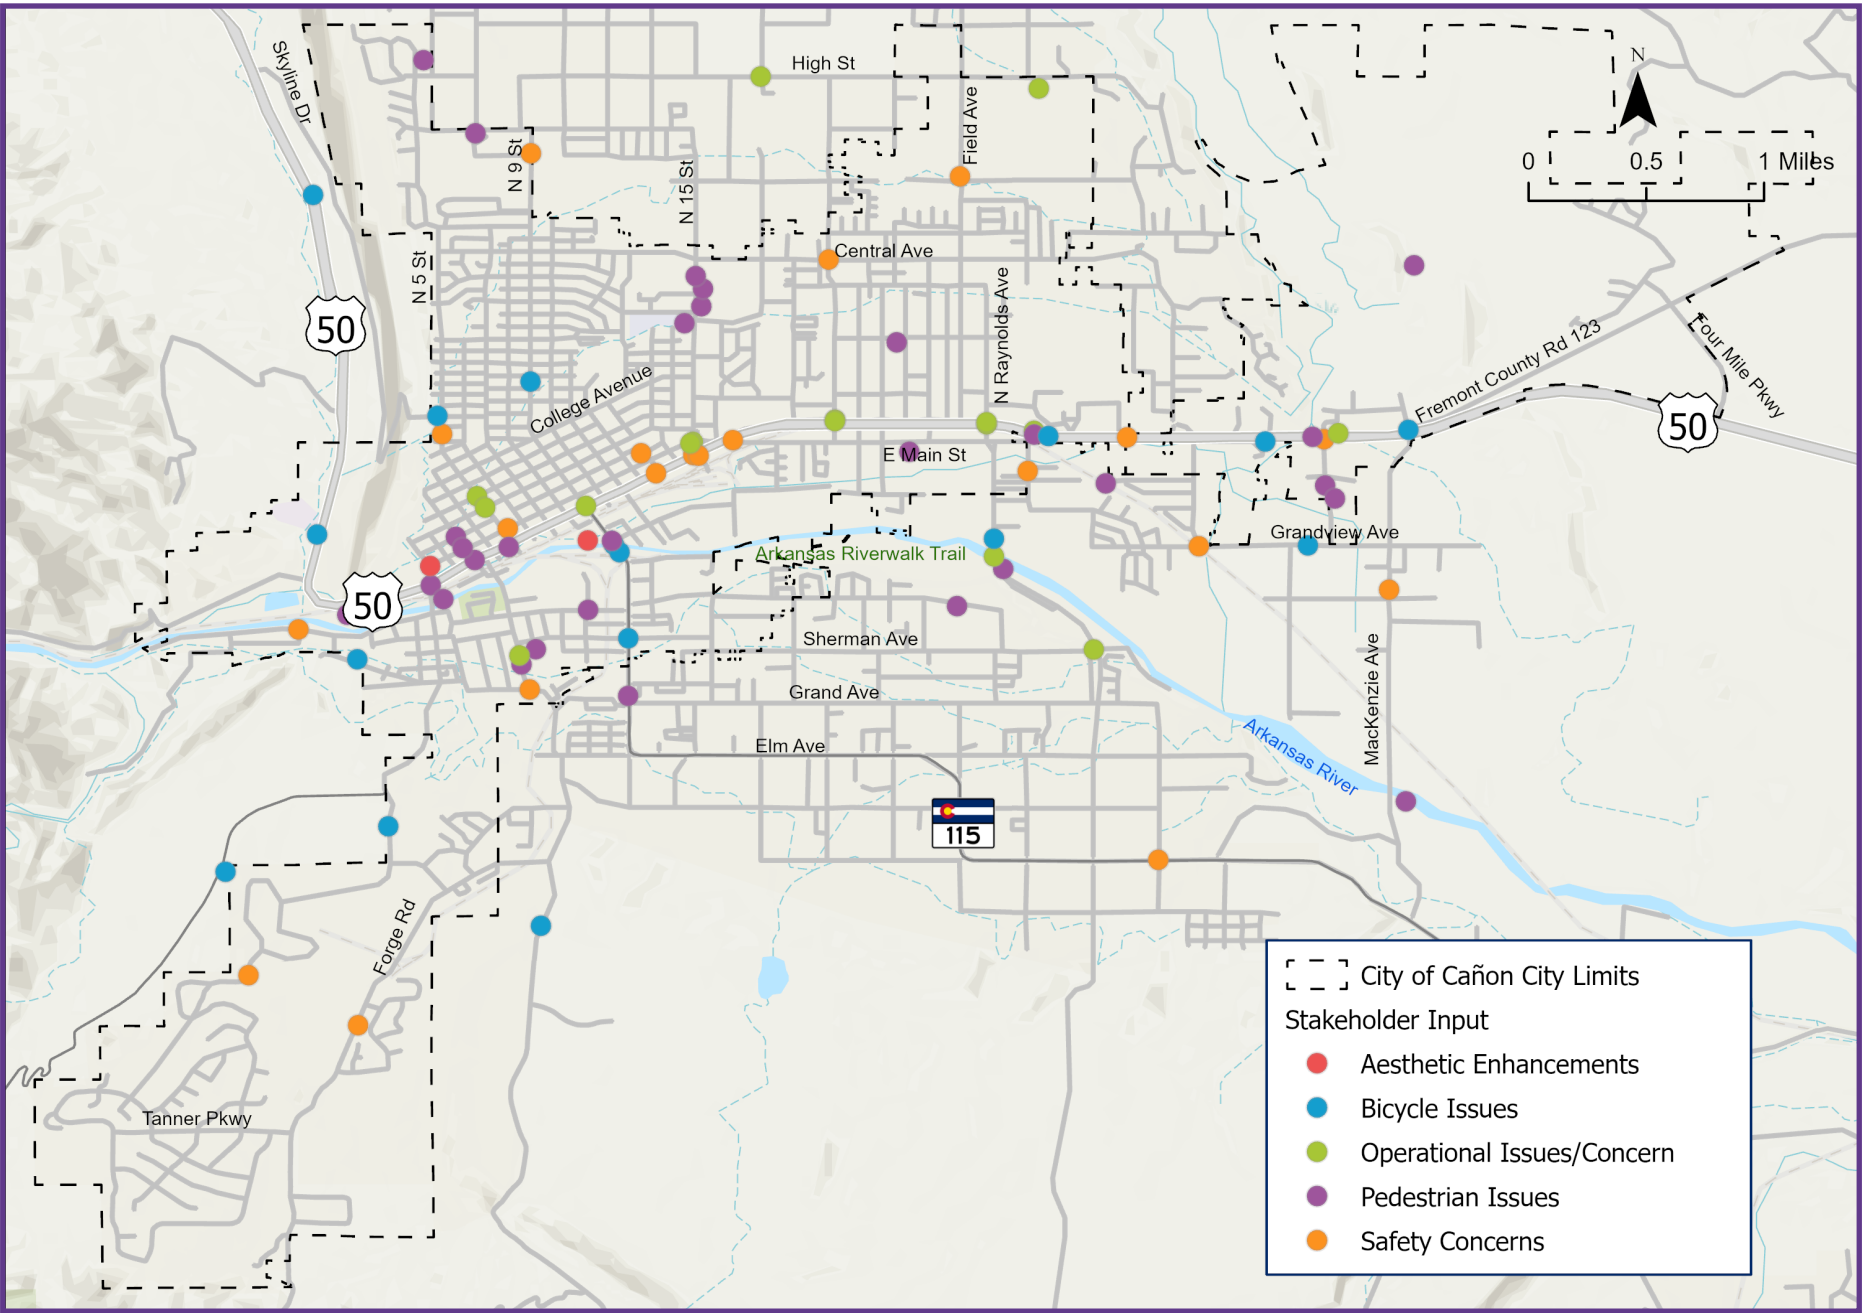 Skyline Dr
High St
N
Field Ave
0 0.5 1 Miles
N 9 St
N 15 St
Central Ave
N 5 St
50
N Raynolds Ave
Fremont County Rd 123
Four Mile Pkwy
College Avenue
50
E Main St
Grandview Ave
Arkansas Riverwalk Trail
50
Sherman Ave
Grand Ave
MacKenzie Ave
Elm Ave
Arkansas River
115
Forge Rd
Tanner Pkwy
City of Cañon City Limits
Stakeholder Input
Aesthetic Enhancements
Bicycle Issues
Operational Issues/Concern
Pedestrian Issues
Safety Concerns